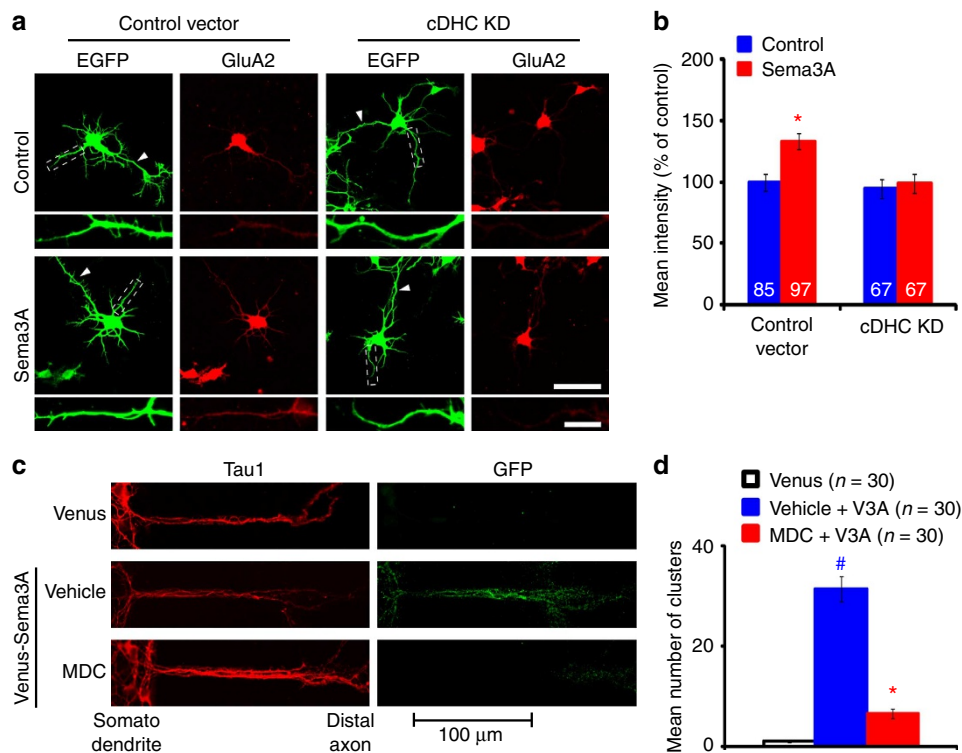 a
Control vector
cDHC KD
EGFP
GluA2
EGFP
GluA2
Control
Sema3A
b
Control
Sema3A
Mean intensity (% of control)
150
100
50
0
*
85
97
67
67
Control
vector
cDHC KD
c
Tau1
GFP
Venus
Venus-Sema3A
Vehicle
MDC
Somato
dendrite
Distal
axon
100 μm
d
Venus (n = 30)
Vehicle + V3A (n = 30)
MDC + V3A (n = 30)
Mean number of clusters
40
20
0
#
*